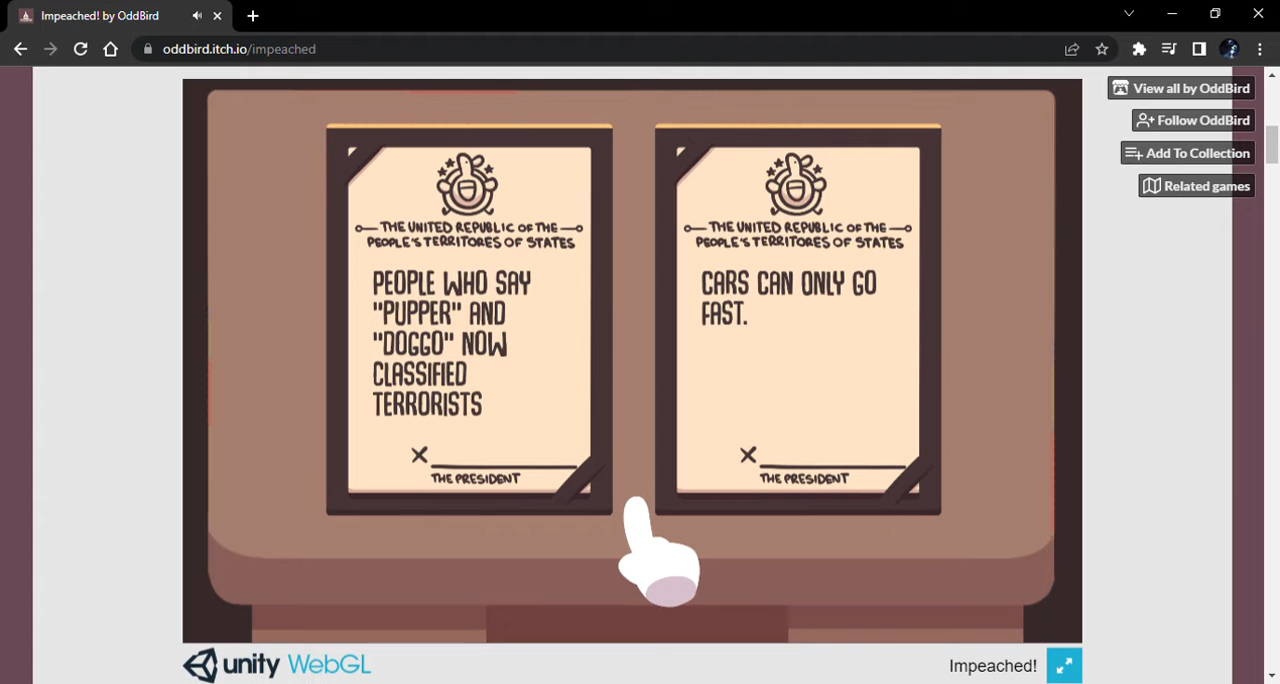 Impeached! by OddBird
oddbird.itch.io/impeached
View all by OddBird
Follow OddBird
Add To Collection
Related games
THE UNITED REPUBLIC OF THE
PEOPLE'S TERRITORES OF STATES
PEOPLE WHO SAY
"PUPPER" AND
"DOGGO" NOW
CLASSIFIED
TERRORISTS
X
THE PRESIDENT
THE UNITED REPUBLIC OF THE
PEOPLE'S TERRITORES OF STATES
CARS CAN ONLY GO
FAST.
X
THE PRESIDENT
unity WebGL
Impeached!